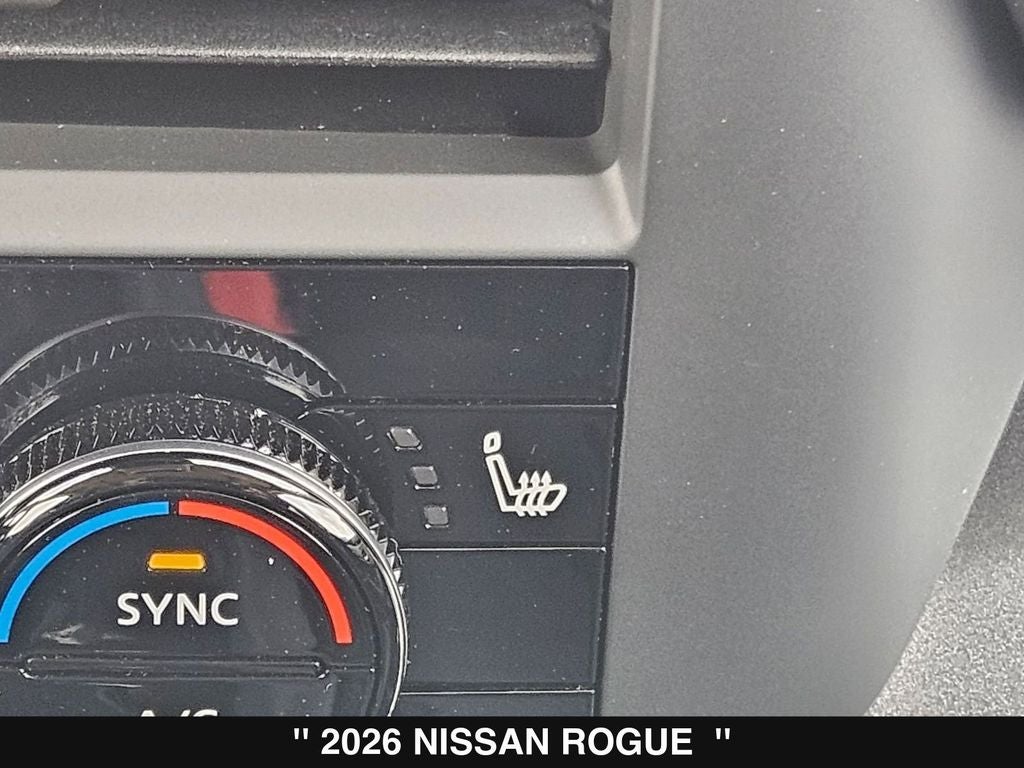 SYNC
A/C
" 2026 NISSAN ROGUE "